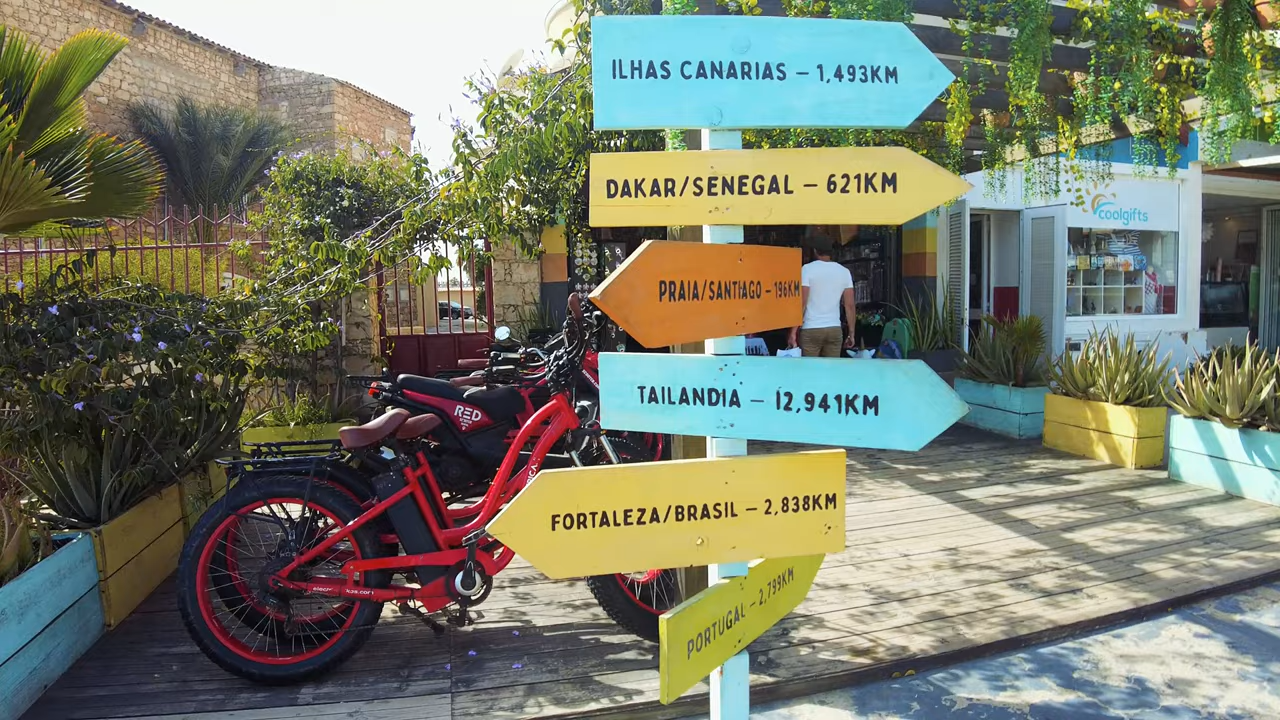 ILHAS CANARIAS – 1,493KM
DAKAR/SENEGAL – 621KM
coolgifts
PRAIA/SANTIAGO – 196KM
TAILANDIA – 12,941KM
RED
FORTALEZA/BRASIL – 2,838KM
PORTUGAL – 2,799KM